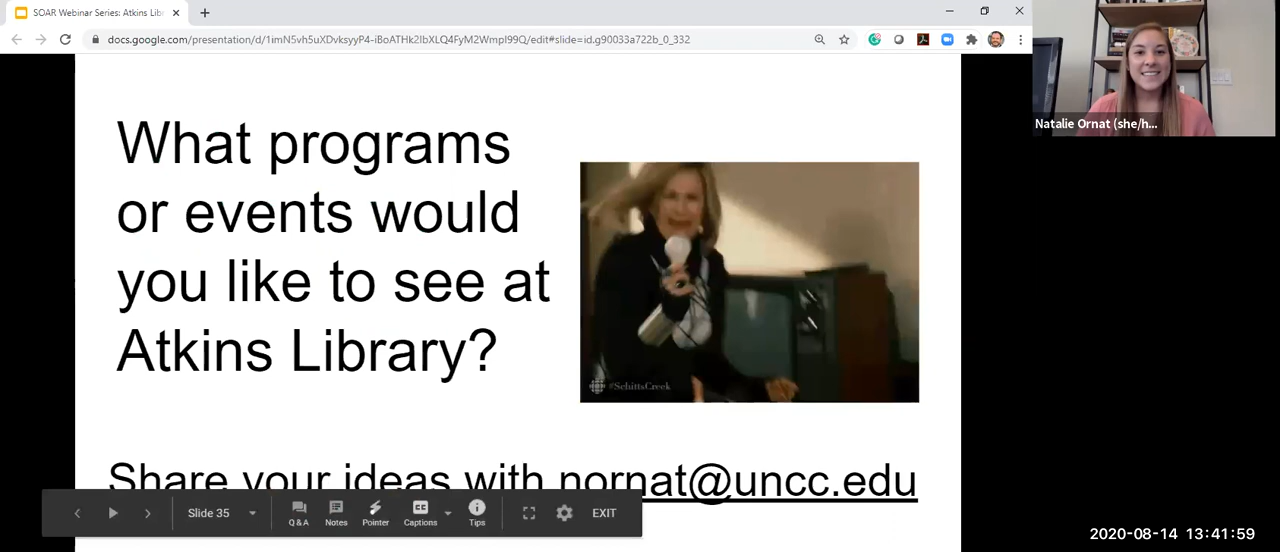 SOAR Webinar Series: Atkins Libr
docs.google.com/presentation/d/1imN5vh5uXDvksyyP4-iBoATHk2IbXLQ4FyM2WmpI99Q/edit#slide=id.g90033a722b_0_332
Natalie Ornat (she/h...
What programs
or events would
you like to see at
Atkins Library?
#SchittsCreek
Share your ideas with nornat@uncc.edu
Slide 35
Q & A
Notes
Pointer
Captions
Tips
EXIT
2020-08-14 13:41:59